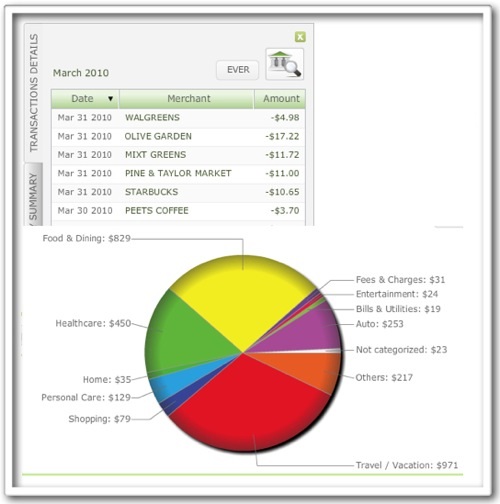 TRANSACTIONS DETAILS
Y SUMMARY
x
March 2010
EVER
Date ▼ Merchant Amount
Mar 31 2010 WALGREENS -$4.98
Mar 31 2010 OLIVE GARDEN -$17.22
Mar 31 2010 MIXT GREENS -$11.72
Mar 31 2010 PINE & TAYLOR MARKET -$11.00
Mar 31 2010 STARBUCKS -$10.65
Mar 30 2010 PEETS COFFEE -$3.70
Food & Dining: $829
Fees & Charges: $31
Entertainment: $24
Bills & Utilities: $19
Auto: $253
Healthcare: $450
Not categorized: $23
Others: $217
Home: $35
Personal Care: $129
Shopping: $79
Travel / Vacation: $971